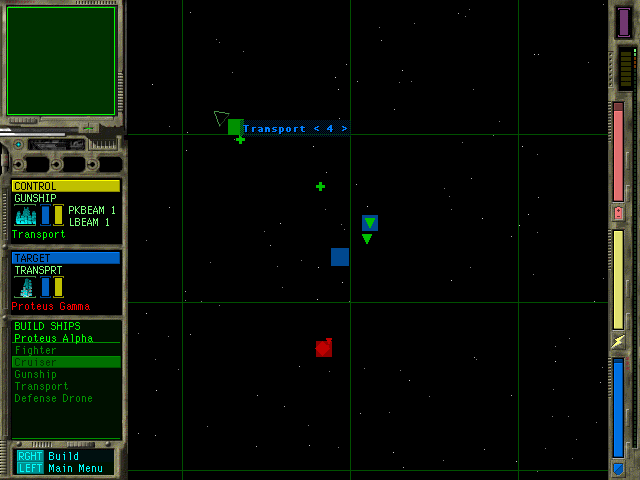 Transport < 4 >
CONTROL
GUNSHIP
PKBEAM 1
LBEAM 1
Transport
TARGET
TRANSPRT
Proteus Gamma
BUILD SHIPS
Proteus Alpha
Fighter
Cruiser
Gunship
Transport
Defense Drone
RGHT Build
LEFT Main Menu